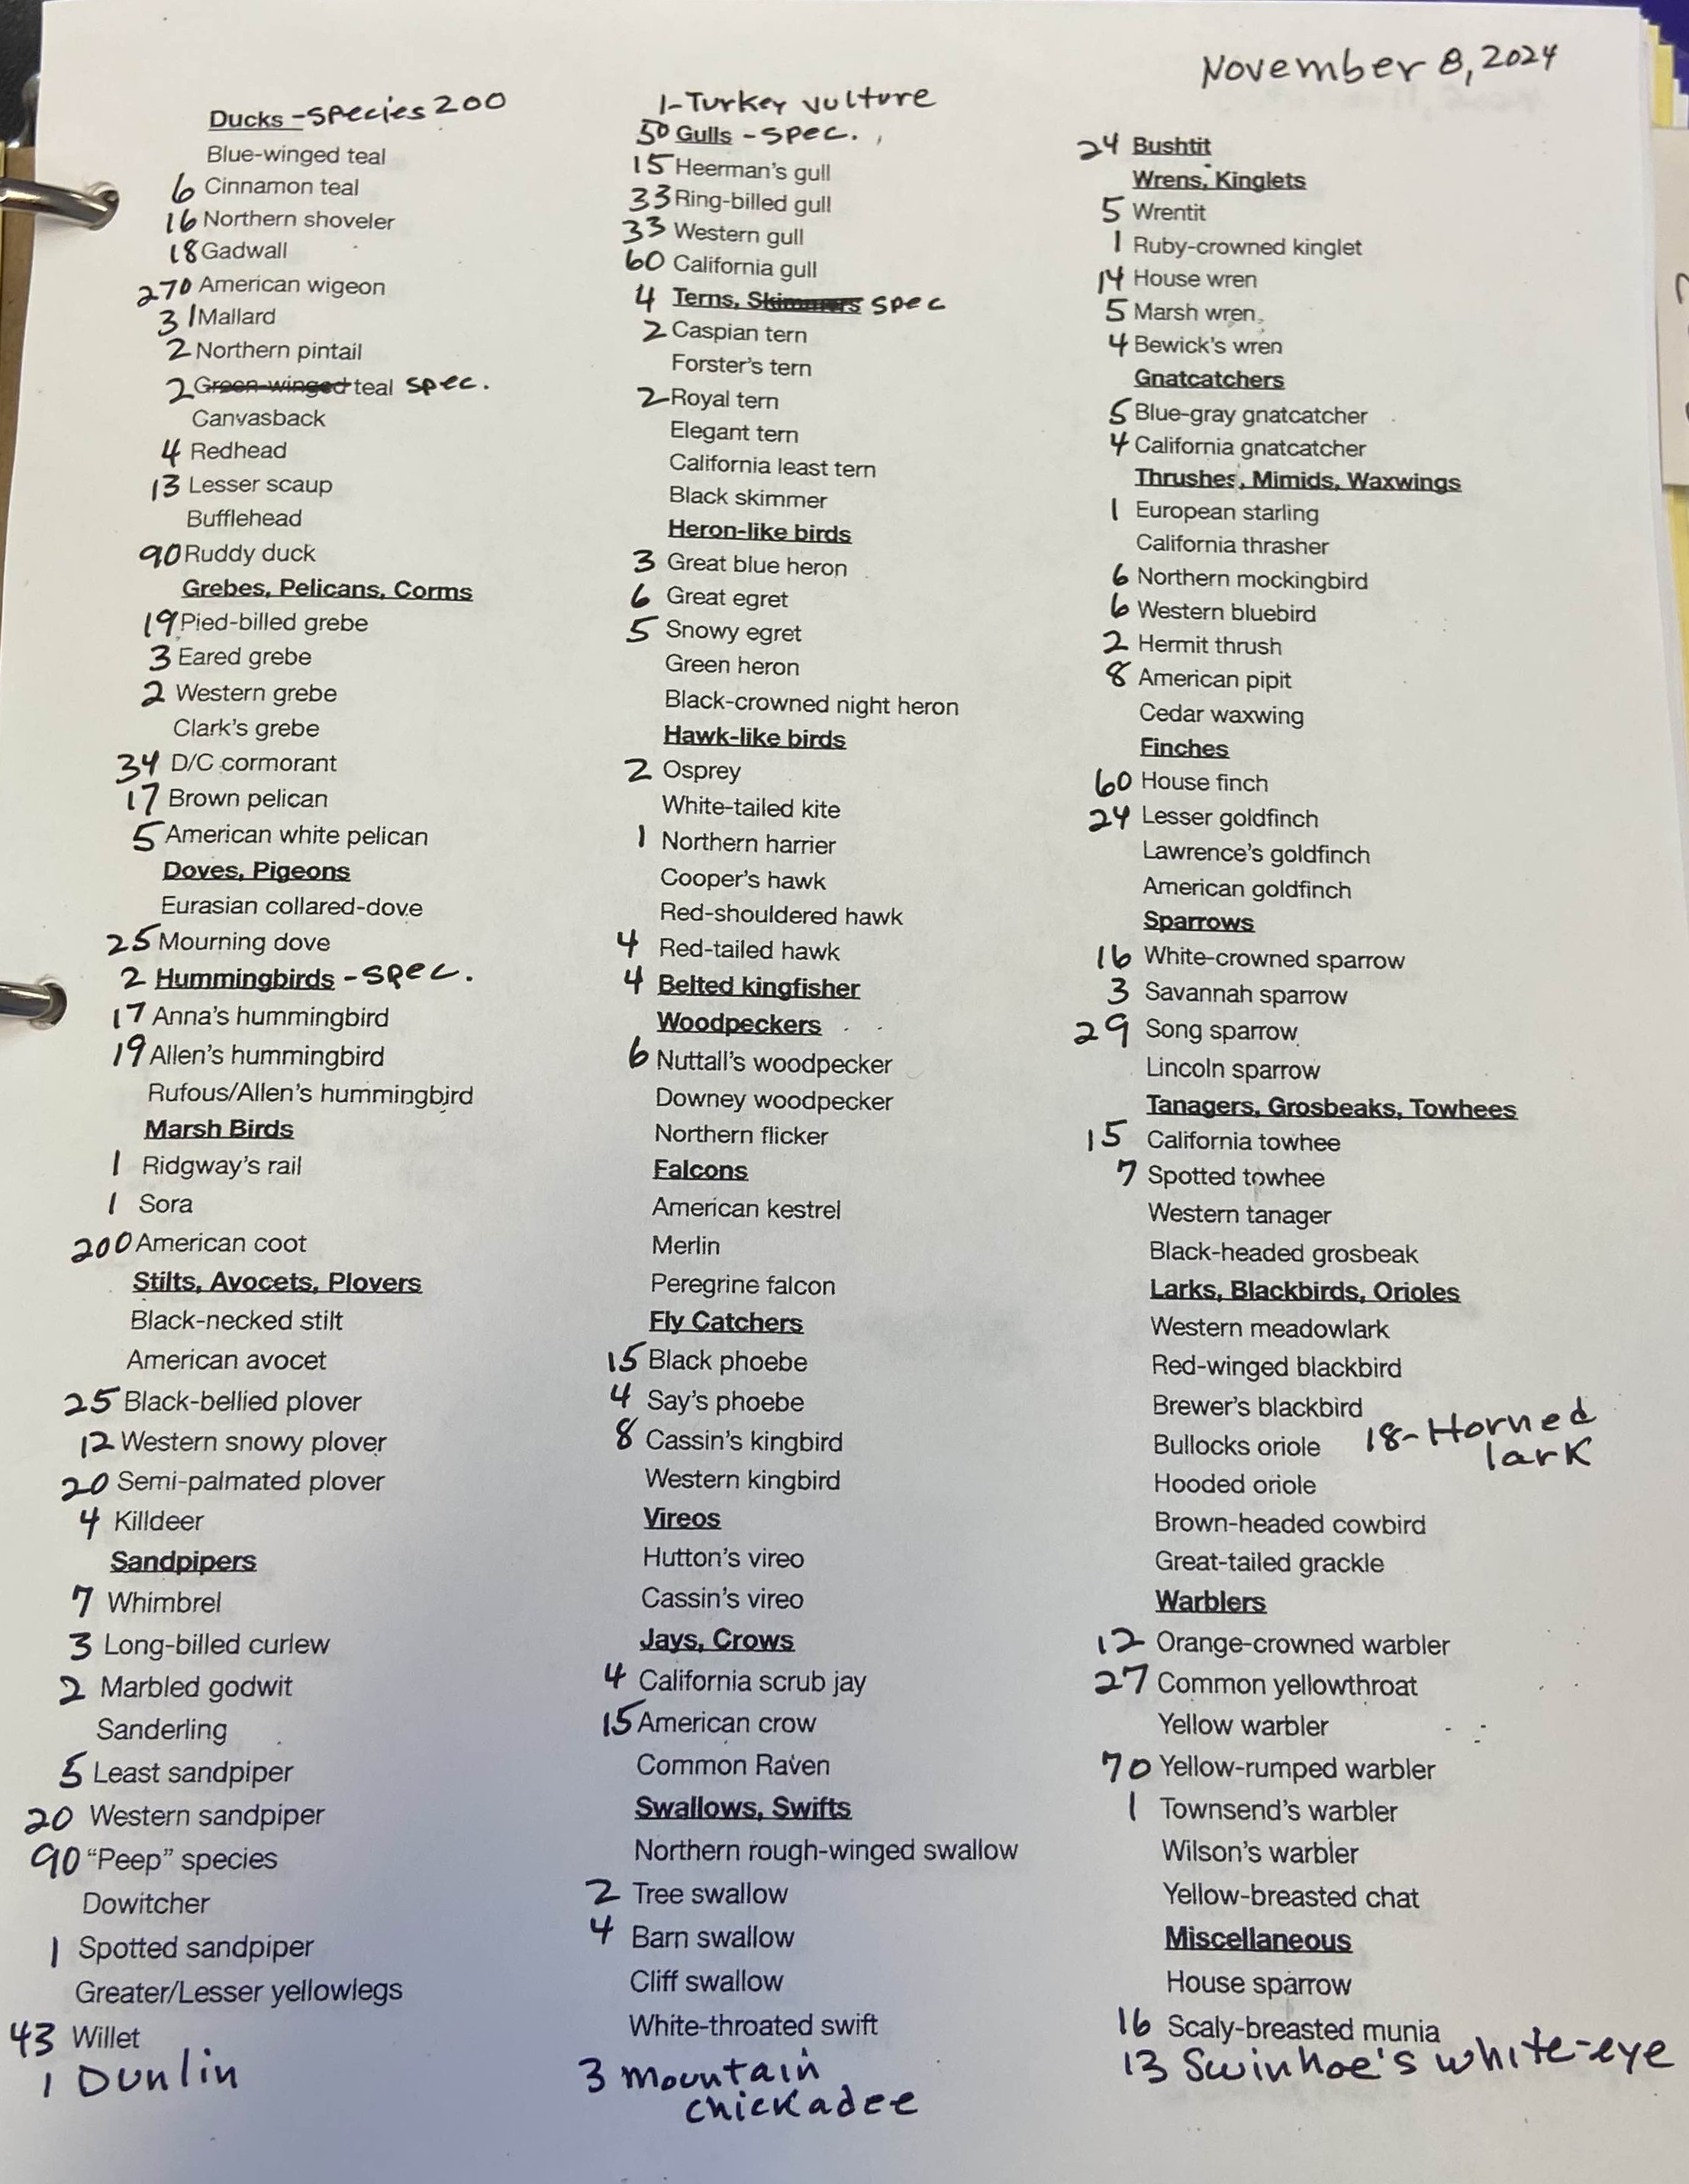 November 8, 2024
Ducks - Species 200
Blue-winged teal
6 Cinnamon teal
16 Northern shoveler
18 Gadwall
270 American wigeon
31 Mallard
2 Northern pintail
2 Green-winged teal spec.
Canvasback
4 Redhead
13 Lesser scaup
Bufflehead
90 Ruddy duck
Grebes, Pelicans, Corms
19 Pied-billed grebe
3 Eared grebe
2 Western grebe
Clark's grebe
34 D/C cormorant
17 Brown pelican
5 American white pelican
Doves, Pigeons
Eurasian collared-dove
25 Mourning dove
2 Hummingbirds - spec.
17 Anna's hummingbird
19 Allen's hummingbird
Rufous/Allen's hummingbird
Marsh Birds
1 Ridgway's rail
1 Sora
200 American coot
Stilts, Avocets, Plovers
Black-necked stilt
American avocet
25 Black-bellied plover
12 Western snowy plover
20 Semi-palmated plover
4 Killdeer
Sandpipers
7 Whimbrel
3 Long-billed curlew
2 Marbled godwit
Sanderling
5 Least sandpiper
20 Western sandpiper
90 “Peep” species
Dowitcher
1 Spotted sandpiper
Greater/Lesser yellowlegs
43 Willet
1 Dunlin
1-Turkey vulture
50 Gulls - spec.
15 Heerman's gull
33 Ring-billed gull
33 Western gull
60 California gull
4 Terns, Skimmers spec
2 Caspian tern
Forster's tern
2 Royal tern
Elegant tern
California least tern
Black skimmer
Heron-like birds
3 Great blue heron
6 Great egret
5 Snowy egret
Green heron
Black-crowned night heron
Hawk-like birds
2 Osprey
White-tailed kite
1 Northern harrier
Cooper's hawk
Red-shouldered hawk
4 Red-tailed hawk
4 Belted kingfisher
Woodpeckers
6 Nuttall's woodpecker
Downey woodpecker
Northern flicker
Falcons
American kestrel
Merlin
Peregrine falcon
Fly Catchers
15 Black phoebe
4 Say's phoebe
8 Cassin's kingbird
Western kingbird
Vireos
Hutton's vireo
Cassin's vireo
Jays, Crows
4 California scrub jay
15 American crow
Common Raven
Swallows, Swifts
Northern rough-winged swallow
2 Tree swallow
4 Barn swallow
Cliff swallow
White-throated swift
3 mountain
chickadee
24 Bushtit
Wrens, Kinglets
5 Wrentit
1 Ruby-crowned kinglet
14 House wren
5 Marsh wren
4 Bewick's wren
Gnatcatchers
5 Blue-gray gnatcatcher
4 California gnatcatcher
Thrushes, Mimids, Waxwings
1 European starling
California thrasher
6 Northern mockingbird
6 Western bluebird
2 Hermit thrush
8 American pipit
Cedar waxwing
Finches
60 House finch
24 Lesser goldfinch
Lawrence's goldfinch
American goldfinch
Sparrows
16 White-crowned sparrow
3 Savannah sparrow
29 Song sparrow
Lincoln sparrow
Tanagers, Grosbeaks, Towhees
15 California towhee
7 Spotted towhee
Western tanager
Black-headed grosbeak
Larks, Blackbirds, Orioles
Western meadowlark
Red-winged blackbird
Brewer's blackbird
Bullocks oriole 18-Horned
lark
Hooded oriole
Brown-headed cowbird
Great-tailed grackle
Warblers
12 Orange-crowned warbler
27 Common yellowthroat
Yellow warbler
70 Yellow-rumped warbler
1 Townsend's warbler
Wilson's warbler
Yellow-breasted chat
Miscellaneous
House sparrow
16 Scaly-breasted munia
13 Swinhoe's white-eye